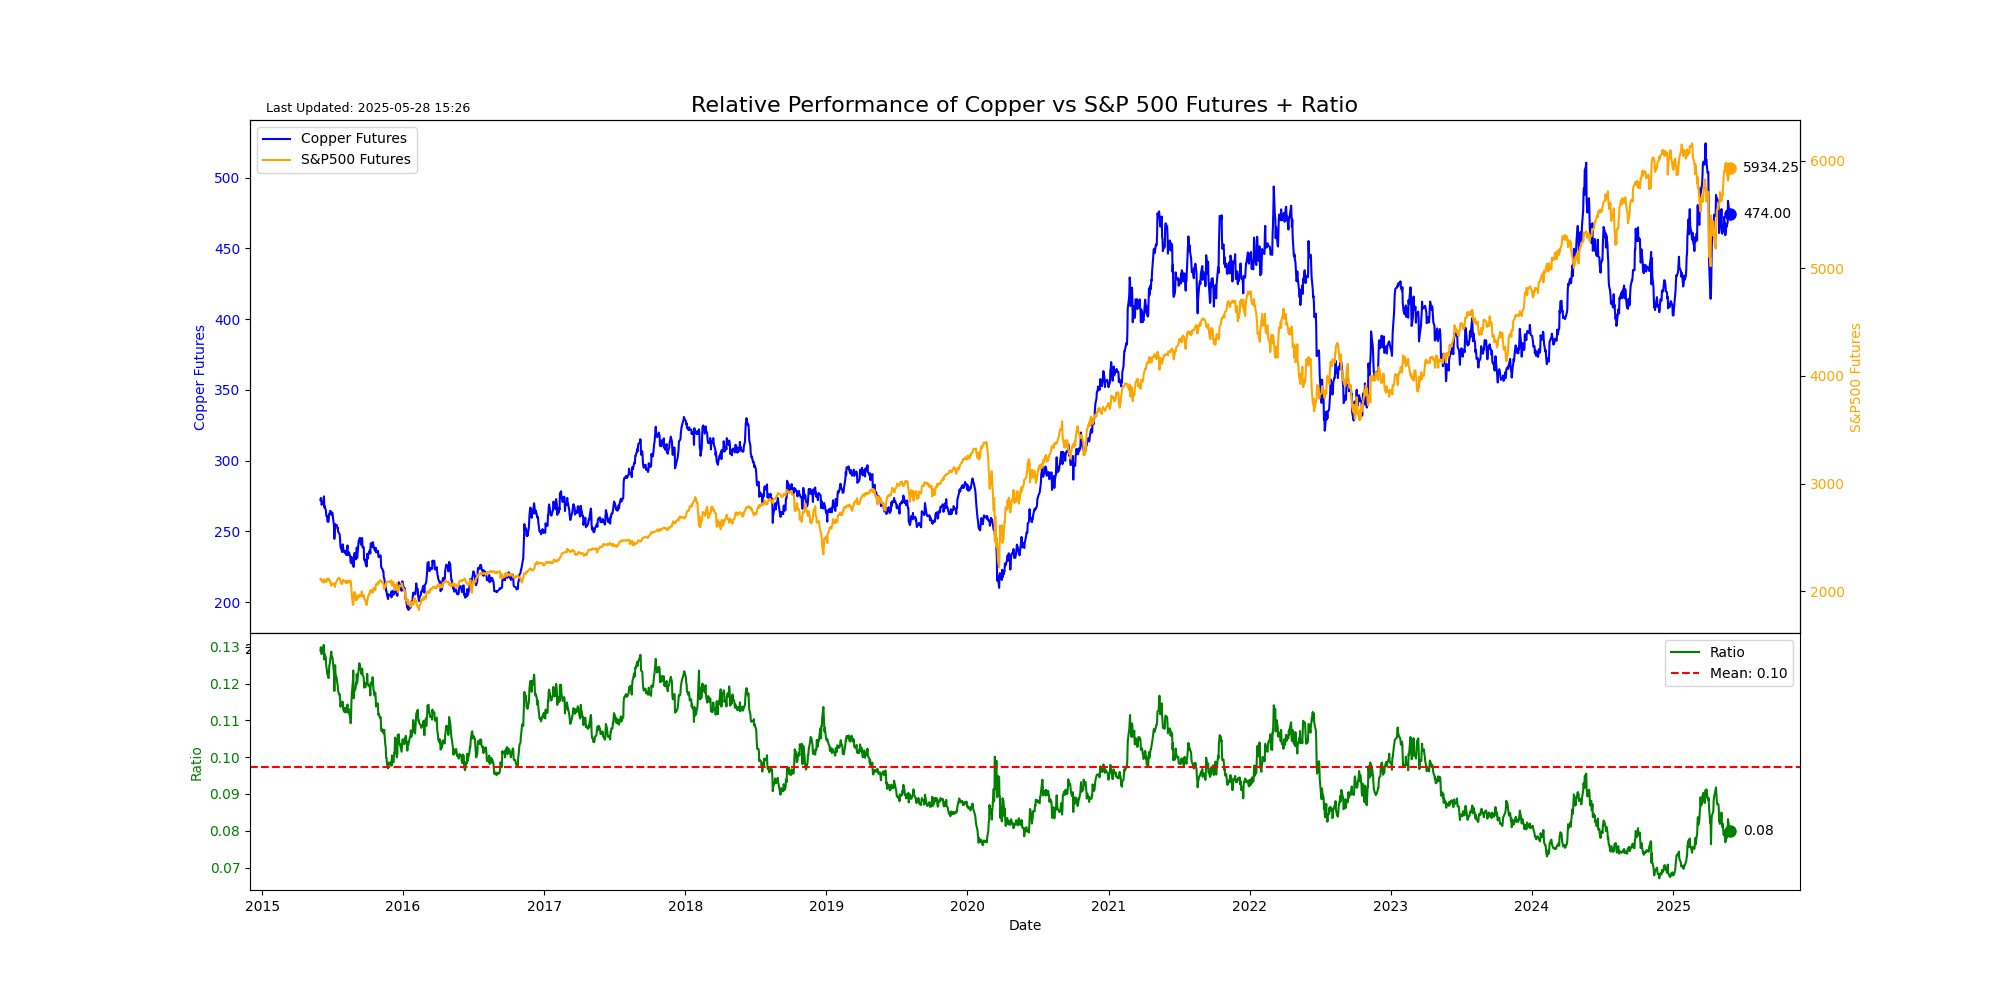 Last Updated: 2025-05-28 15:26
Relative Performance of Copper vs S&P 500 Futures + Ratio
Copper Futures
S&P500 Futures
500
450
400
350
300
250
200
Copper Futures
6000
5000
4000
3000
2000
S&P500 Futures
5934.25
474.00
0.13
0.12
0.11
0.10
0.09
0.08
0.07
Ratio
Ratio
Mean: 0.10
0.08
2015 2016 2017 2018 2019 2020 2021 2022 2023 2024 2025
Date